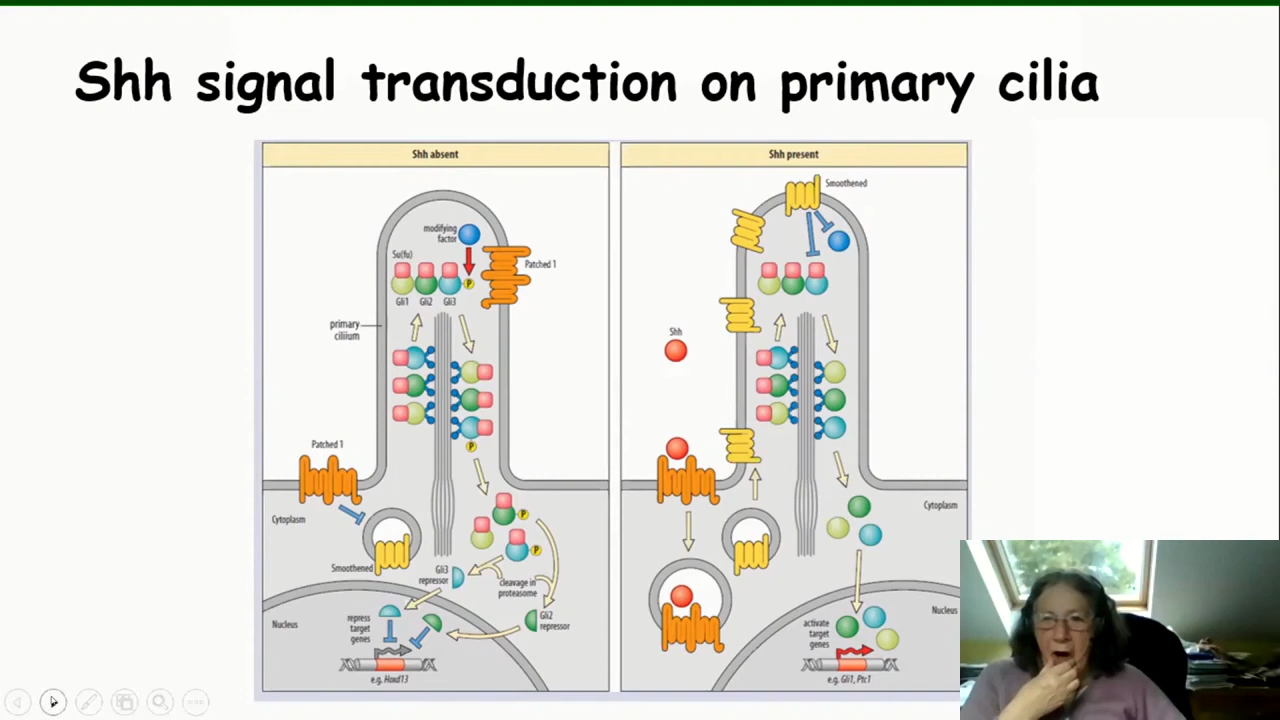 Shh signal transduction on primary cilia
Shh absent
modifying
factor
Su(fu)
Patched 1
P
Gli1 Gli2 Gli3
primary
ciliium
P
Patched 1
Cytoplasm
P
P
Smoothened
Gli3
repressor
cleavage in
proteasome
Nucleus
repress
target
genes
Gli2
repressor
e.g. Hoxd13
Shh present
Smoothened
Shh
Cytoplasm
Nucleus
activate
target
genes
e.g. Gli1, Ptc1